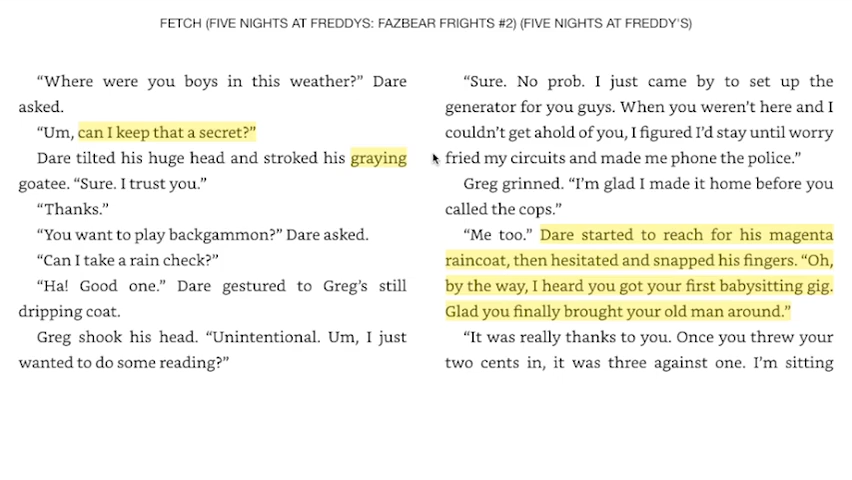 FETCH (FIVE NIGHTS AT FREDDYS: FAZBEAR FRIGHTS #2) (FIVE NIGHTS AT FREDDY'S)
“Where were you boys in this weather?” Dare
asked.
“Um, can I keep that a secret?”
Dare tilted his huge head and stroked his graying
goatee. “Sure. I trust you.”
“Thanks.”
“You want to play backgammon?” Dare asked.
“Can I take a rain check?”
“Ha! Good one.” Dare gestured to Greg’s still
dripping coat.
Greg shook his head. “Unintentional. Um, I just
wanted to do some reading?”
“Sure. No prob. I just came by to set up the
generator for you guys. When you weren’t here and I
couldn’t get ahold of you, I figured I’d stay until worry
fried my circuits and made me phone the police.”
Greg grinned. “I’m glad I made it home before you
called the cops.”
“Me too.” Dare started to reach for his magenta
raincoat, then hesitated and snapped his fingers. “Oh,
by the way, I heard you got your first babysitting gig.
Glad you finally brought your old man around.”
“It was really thanks to you. Once you threw your
two cents in, it was three against one. I’m sitting